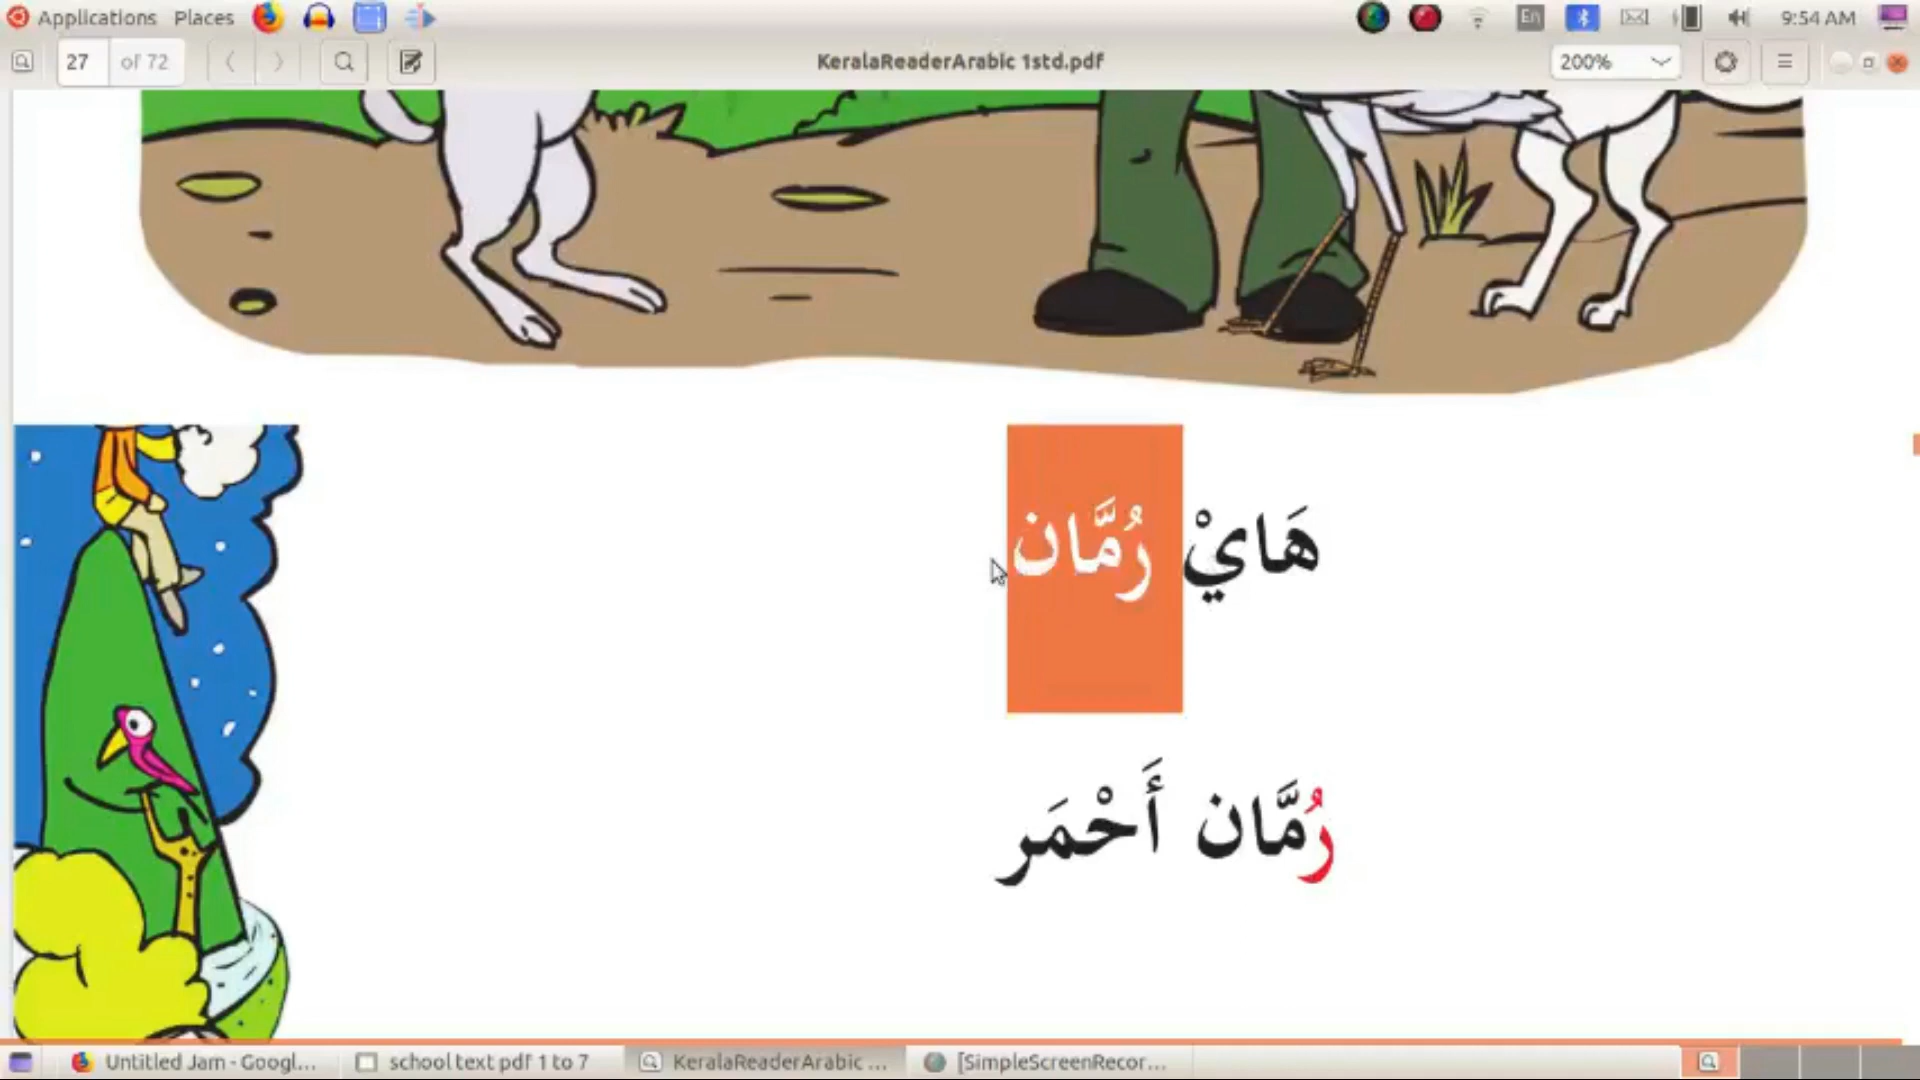 Applications Places En 9:54 AM
27 of 72 KeralaReaderArabic 1std.pdf 200%
هَايْ رُمَّان
رُمَّان أَحْمَر
Untitled Jam - Googl... school text pdf 1 to 7 KeralaReaderArabic ... [SimpleScreenRecor...